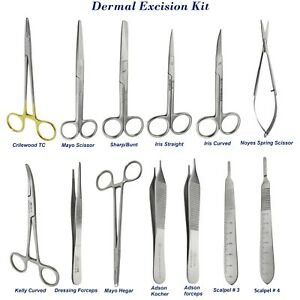 Dermal Excision Kit
Crilewood TC
Mayo Scissor
Sharp/Bunt
Iris Straight
Iris Curved
Noyes Spring Scissor
Kelly Curved
Dressing Forceps
Mayo Hegar
Adson
Kocher
Adson
forceps
Scalpel # 3
Scalpel # 4